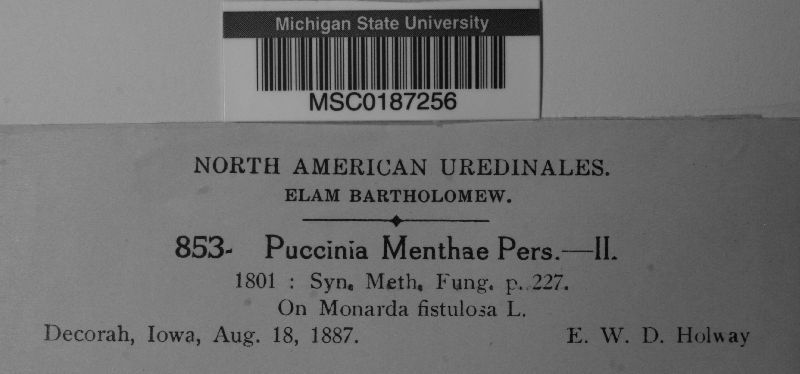 Michigan State University
MSC0187256
NORTH AMERICAN UREDINALES.
ELAM BARTHOLOMEW.
853- Puccinia Menthae Pers.—II.
1801 : Syn. Meth. Fung. p. 227.
On Monarda fistulosa L.
Decorah, Iowa, Aug. 18, 1887. E. W. D. Holway